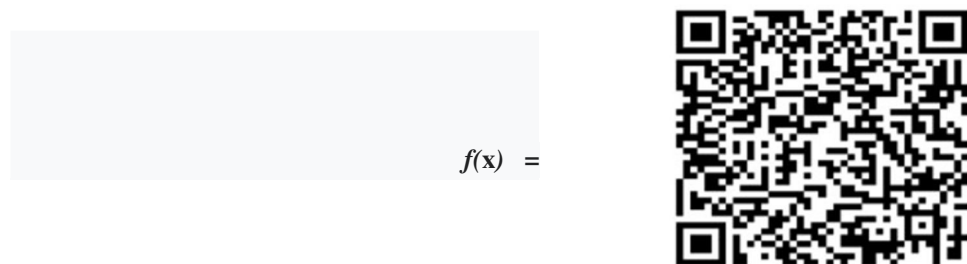 f(x) =